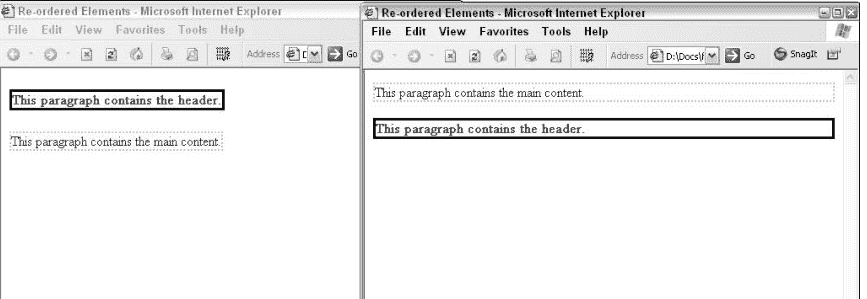 Re-ordered Elements - Microsoft Internet Explorer
File Edit View Favorites Tools Help
Address Go
This paragraph contains the header.
This paragraph contains the main content.
Re-ordered Elements - Microsoft Internet Explorer
File Edit View Favorites Tools Help
Address D:\Docs\f Go SnagIt
This paragraph contains the main content.
This paragraph contains the header.